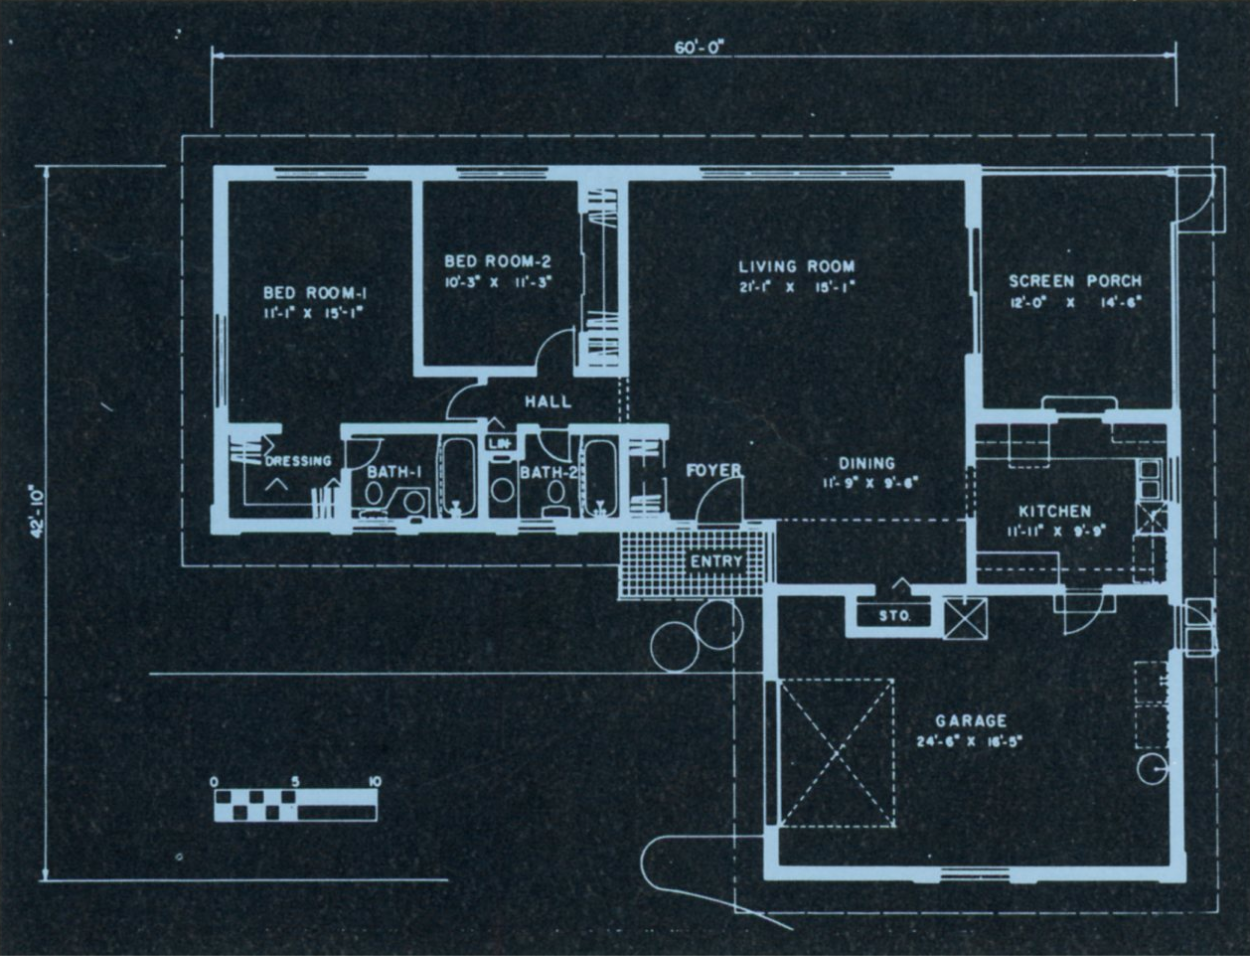 60'-0"
BED ROOM-2
10'-3" X 11'-3"
LIVING ROOM
21'-1" X 15'-1"
SCREEN PORCH
12'-0" X 14'-6"
BED ROOM-1
11'-1" X 15'-1"
HALL
LIN
DRESSING
BATH-1
BATH-2
FOYER
DINING
11'-9" X 9'-6"
42'-10"
KITCHEN
11'-11" X 9'-9"
ENTRY
STO.
GARAGE
24'-6" X 16'-5"
0 5 10